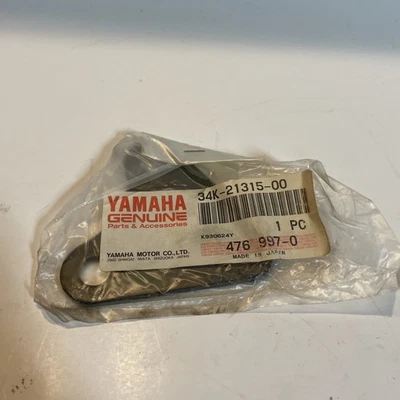 34K-21315-00
YAMAHA
GENUINE
Parts & Accessories
1 PC
K930624Y
476 997-0
YAMAHA MOTOR CO.,LTD.
MADE IN JAPAN